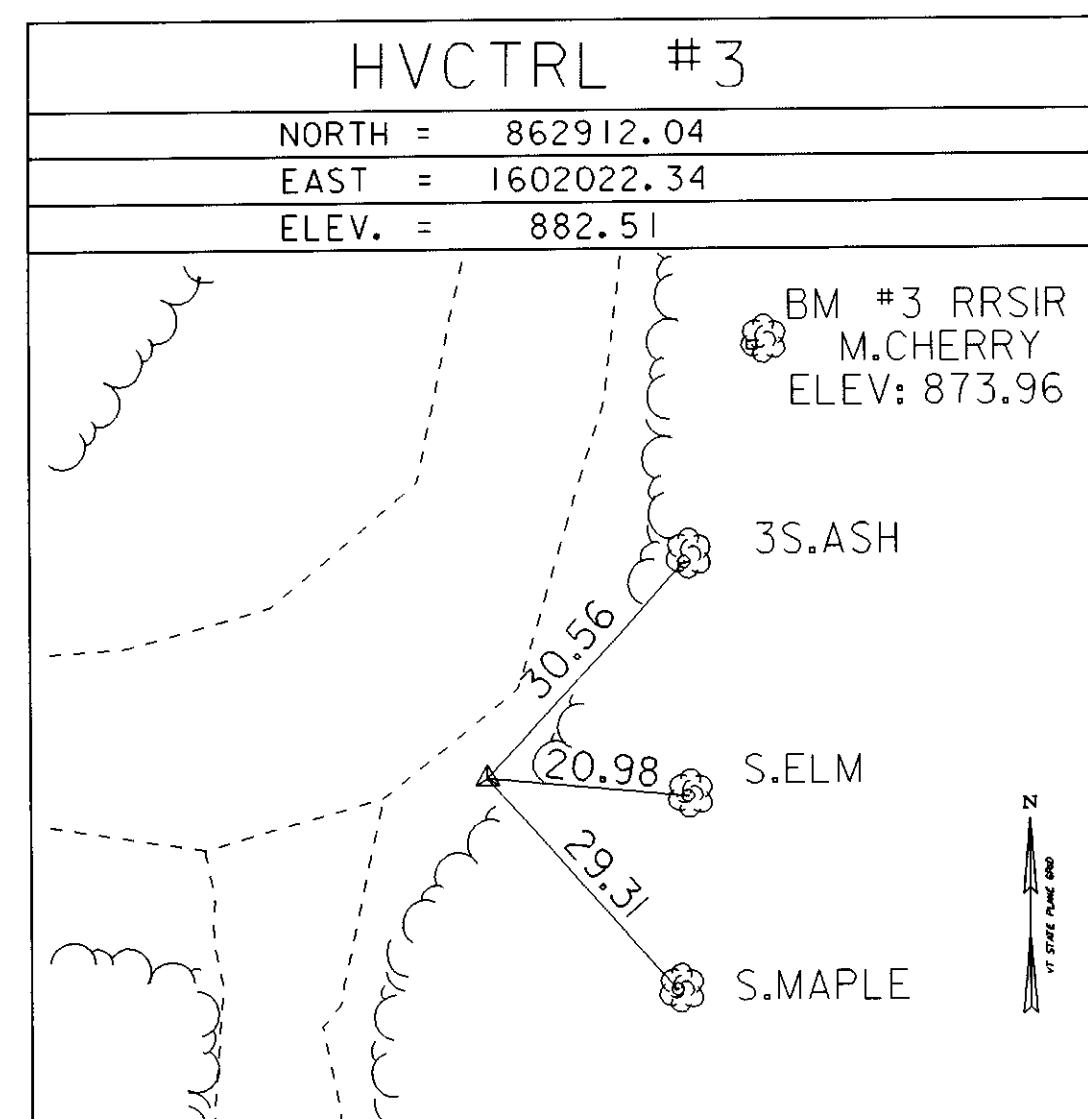 HVCTRL #3
NORTH = 862912.04
EAST = 1602022.34
ELEV. = 882.51
BM #3 RRSIR
M.CHERRY
ELEV: 873.96
3S.ASH
30.56
20.98
S.ELM
29.31
S.MAPLE
N
VT STATE PLANE GRID